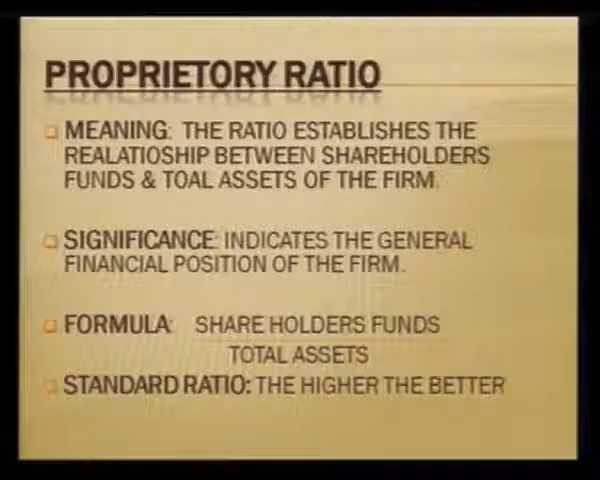 PROPRIETORY RATIO
MEANING: THE RATIO ESTABLISHES THE
REALATIOSHIP BETWEEN SHAREHOLDERS
FUNDS & TOAL ASSETS OF THE FIRM.
SIGNIFICANCE: INDICATES THE GENERAL
FINANCIAL POSITION OF THE FIRM.
FORMULA: SHARE HOLDERS FUNDS
TOTAL ASSETS
STANDARD RATIO: THE HIGHER THE BETTER